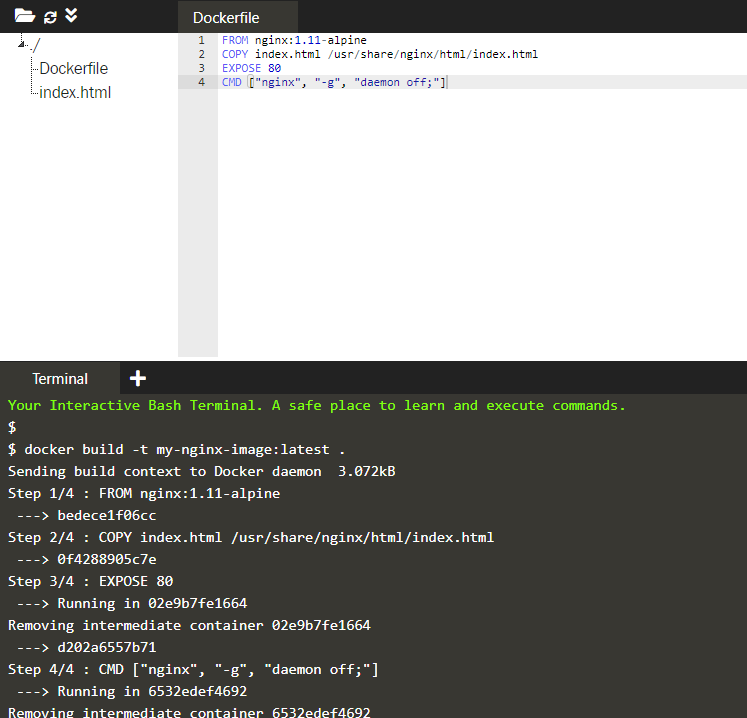 Dockerfile
./
Dockerfile
index.html
1 FROM nginx:1.11-alpine
2 COPY index.html /usr/share/nginx/html/index.html
3 EXPOSE 80
4 CMD ["nginx", "-g", "daemon off;"]
Terminal
Your Interactive Bash Terminal. A safe place to learn and execute commands.
$
$ docker build -t my-nginx-image:latest .
Sending build context to Docker daemon  3.072kB
Step 1/4 : FROM nginx:1.11-alpine
 ---> bedece1f06cc
Step 2/4 : COPY index.html /usr/share/nginx/html/index.html
 ---> 0f4288905c7e
Step 3/4 : EXPOSE 80
 ---> Running in 02e9b7fe1664
Removing intermediate container 02e9b7fe1664
 ---> d202a6557b71
Step 4/4 : CMD ["nginx", "-g", "daemon off;"]
 ---> Running in 6532edef4692
Removing intermediate container 6532edef4692